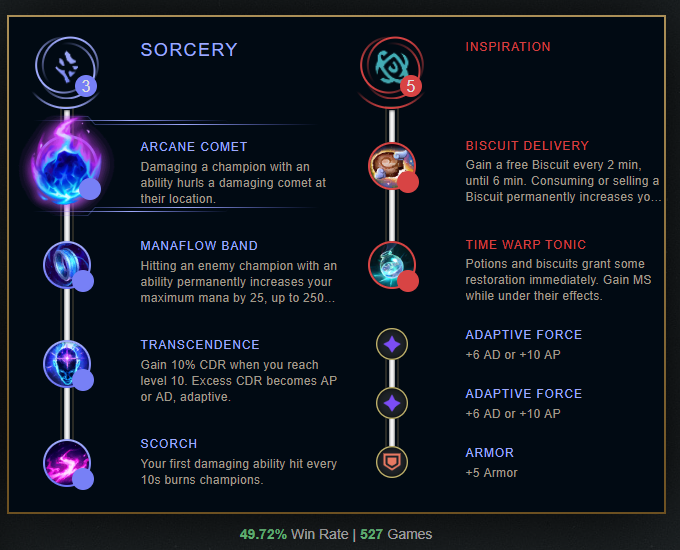 SORCERY
3
ARCANE COMET
Damaging a champion with an
ability hurls a damaging comet at
their location.
MANAFLOW BAND
Hitting an enemy champion with an
ability permanently increases your
maximum mana by 25, up to 250...
TRANSCENDENCE
Gain 10% CDR when you reach
level 10. Excess CDR becomes AP
or AD, adaptive.
SCORCH
Your first damaging ability hit every
10s burns champions.
INSPIRATION
5
BISCUIT DELIVERY
Gain a free Biscuit every 2 min,
until 6 min. Consuming or selling a
Biscuit permanently increases yo...
TIME WARP TONIC
Potions and biscuits grant some
restoration immediately. Gain MS
while under their effects.
ADAPTIVE FORCE
+6 AD or +10 AP
ADAPTIVE FORCE
+6 AD or +10 AP
ARMOR
+5 Armor
49.72% Win Rate | 527 Games